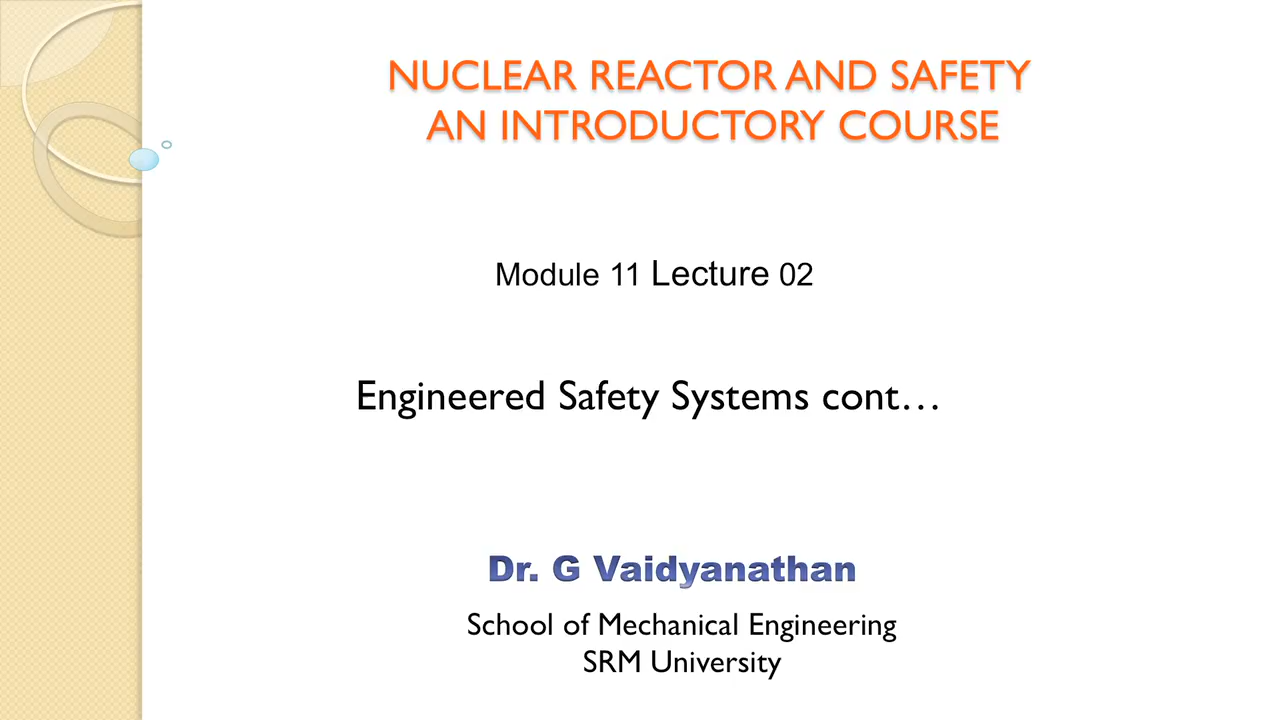 NUCLEAR REACTOR AND SAFETY
AN INTRODUCTORY COURSE
Module 11 Lecture 02
Engineered Safety Systems cont…
Dr. G Vaidyanathan
School of Mechanical Engineering
SRM University